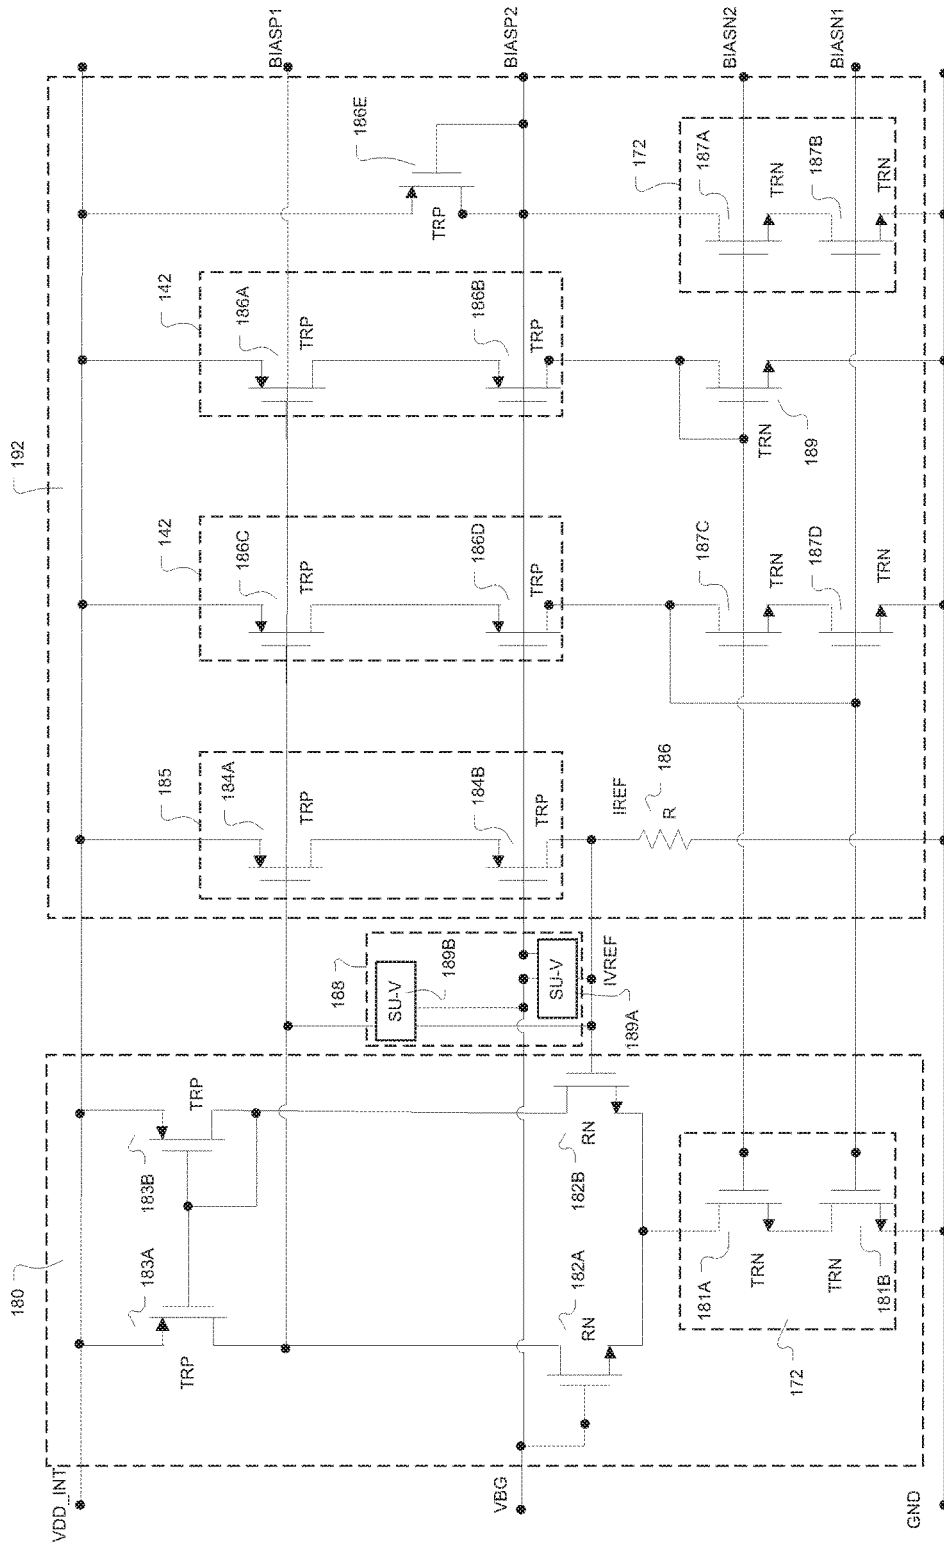 180
192
VDD_INT
183A
TRP
183B
TRP
185
184A
TRP
142
186C
TRP
142
186A
TRP
186E
TRP
BIASP1
188
SU-V
189B
184B
TRP
186D
TRP
186B
TRP
BIASP2
VBG
182A
RN
182B
RN
SU-V
189A
IVREF
IREF
186
R
187C
TRN
187D
TRN
TRN
189
172
187A
TRN
187B
TRN
BIASN2
BIASN1
181A
TRN
TRN
181B
172
GND